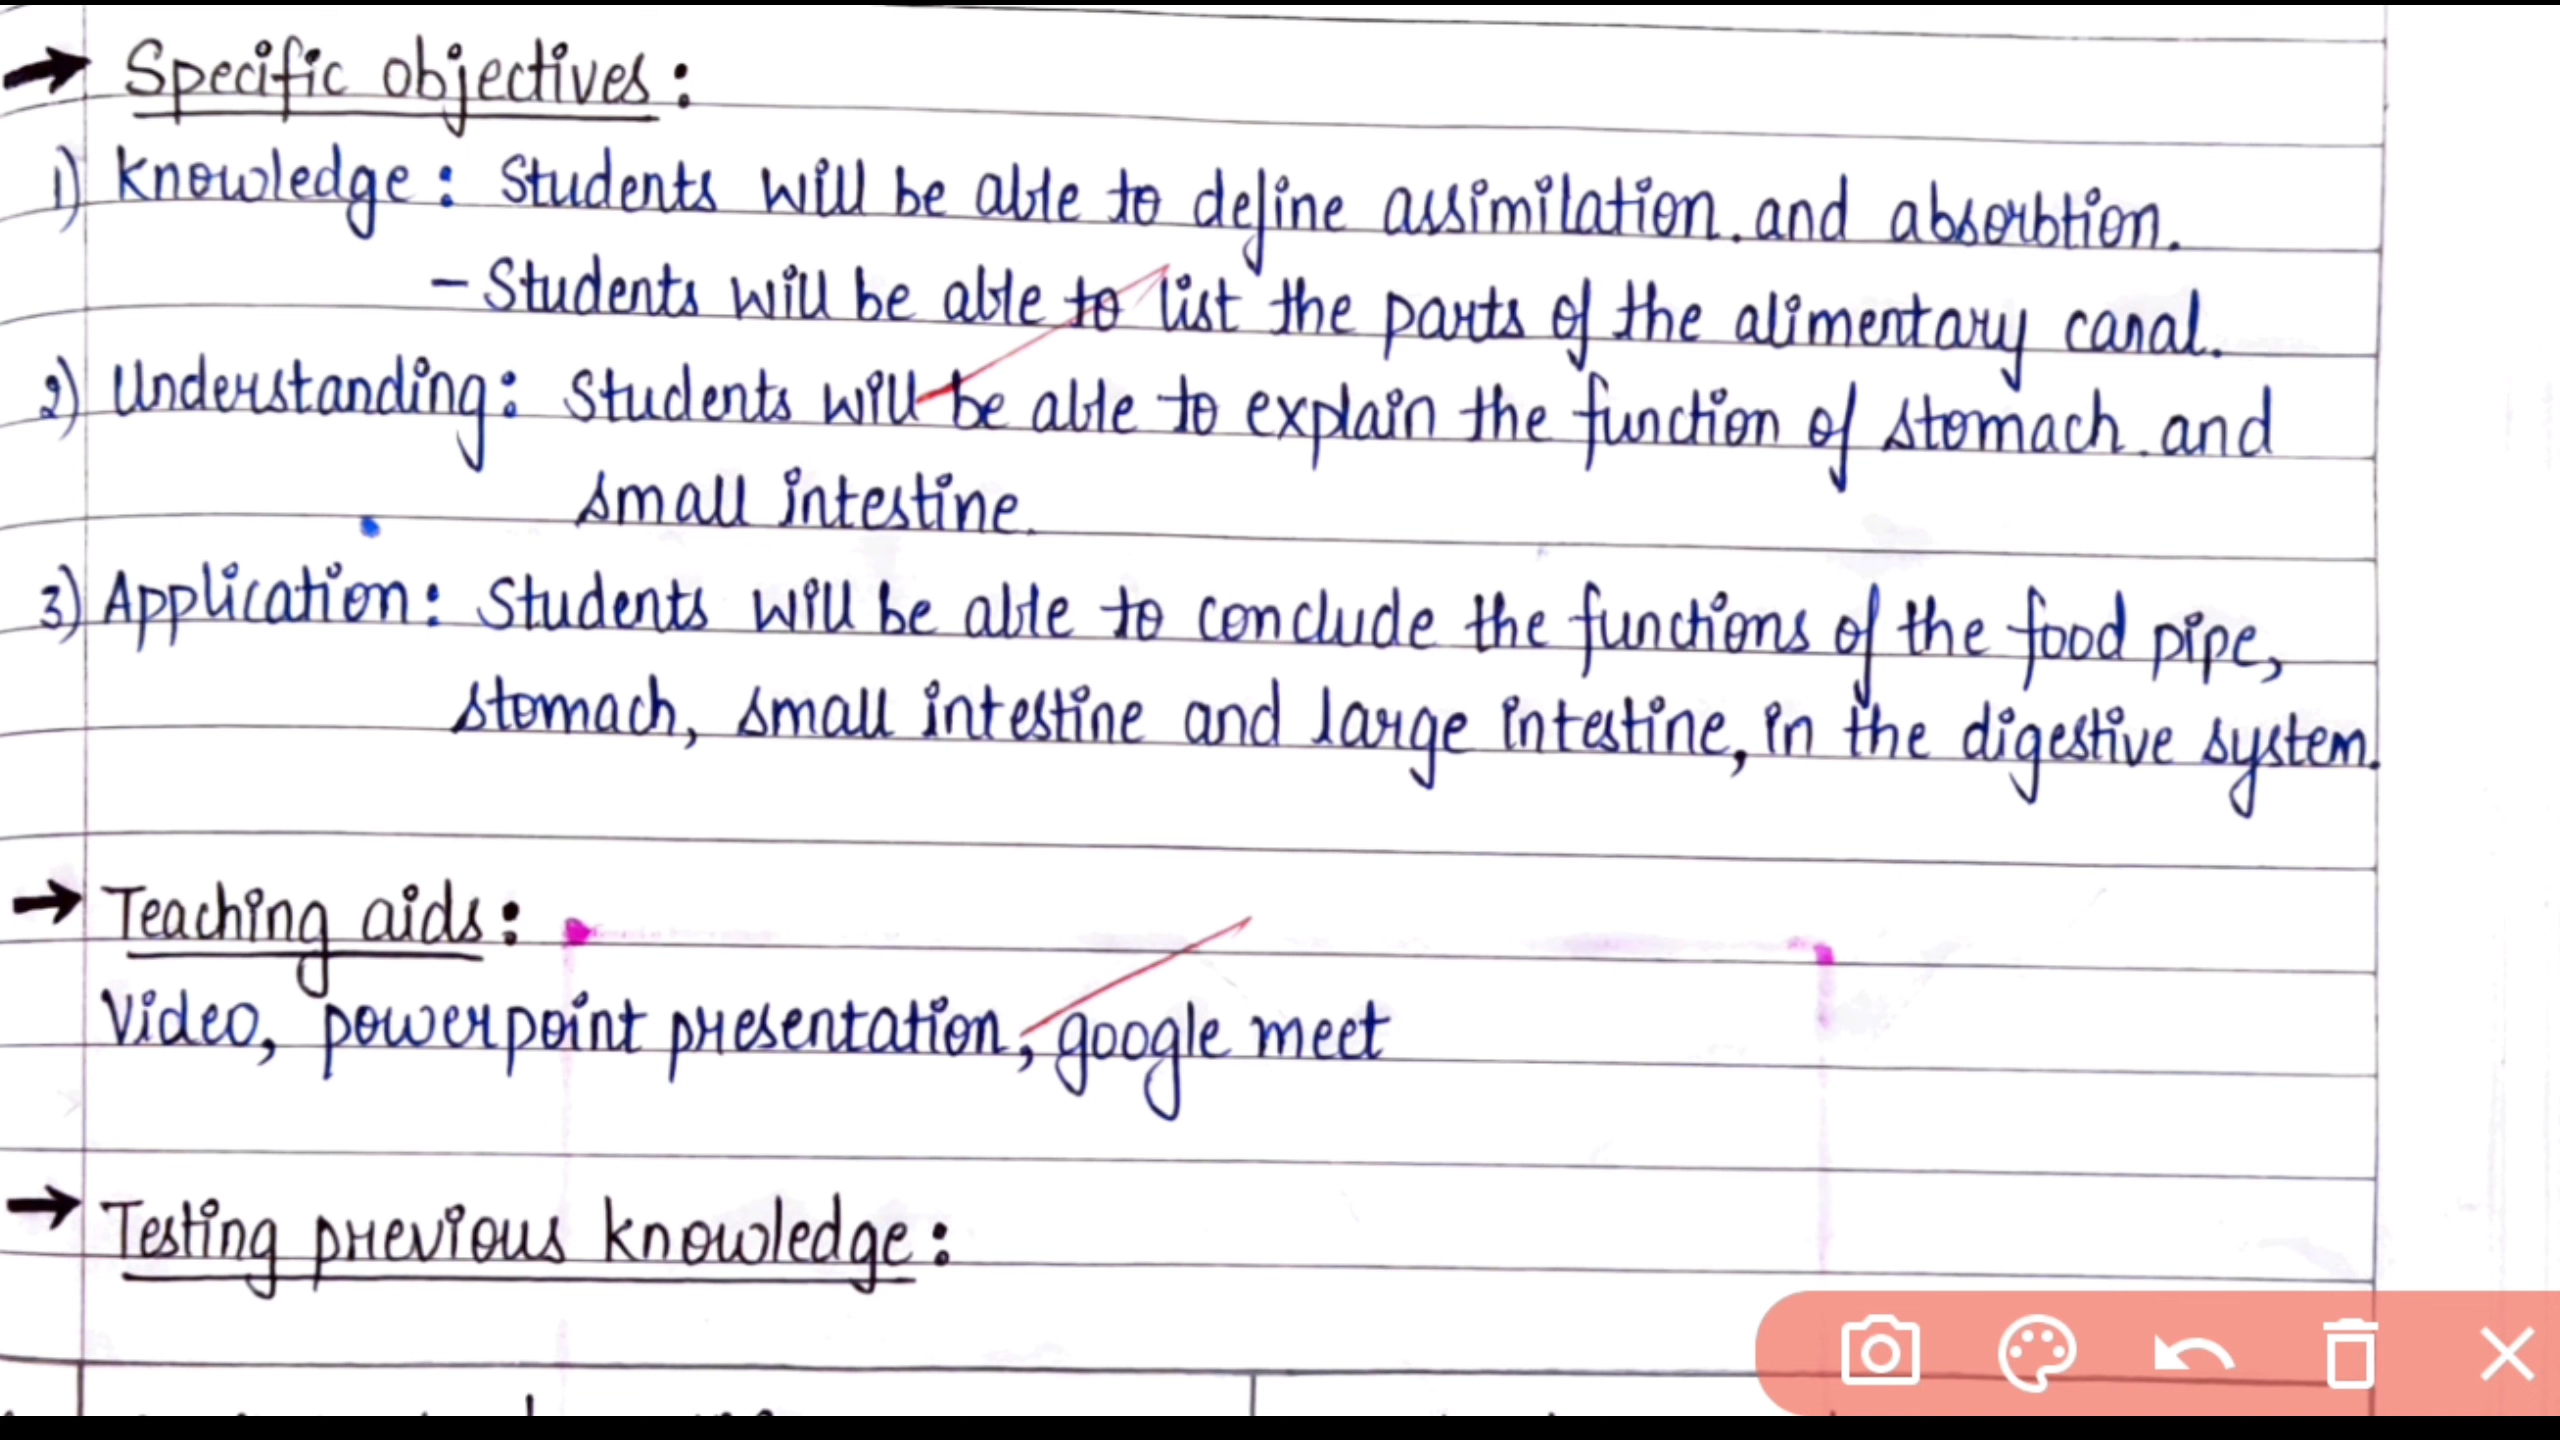 → Specific objectives:
1) Knowledge: Students will be able to define assimilation. and absorbtion.
- Students will be able to list the parts of the alimentary canal.
2) Understanding: Students will be able to explain the function of stomach. and
small intestine.
3) Application: Students will be able to conclude the functions of the food pipe,
stomach, small intestine and large intestine, in the digestive system.
→ Teaching aids:
Video, powerpoint presentation, google meet
→ Testing previous knowledge: